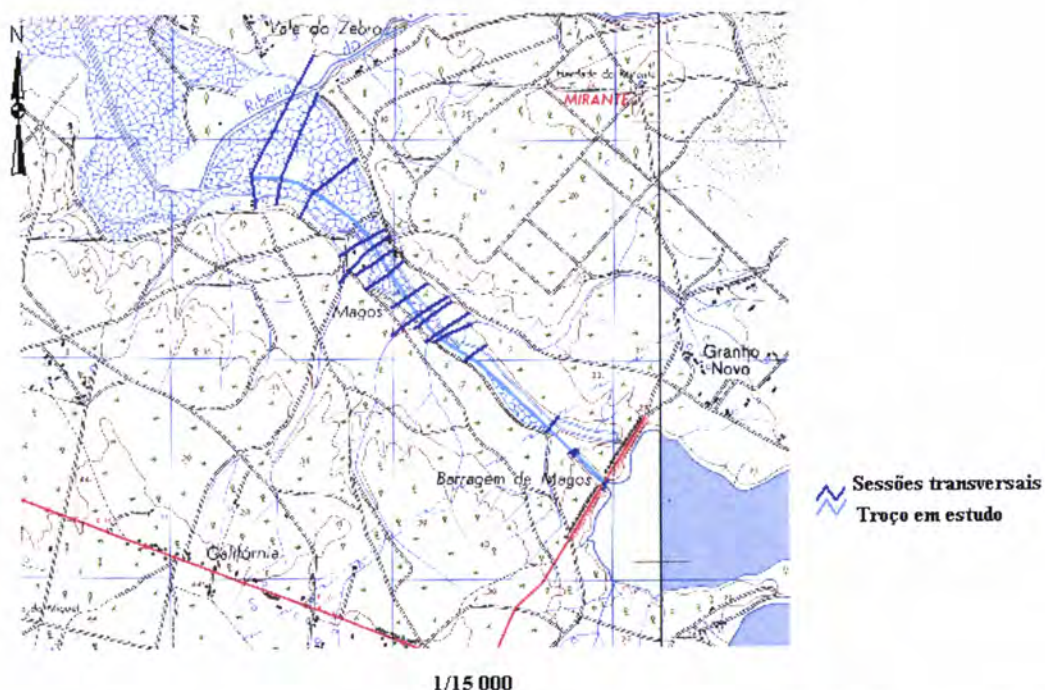 N
Vale do Zebro
Ribeira
MIRANTE
Magos
Granho
Novo
Barragem de Magos
Califórnia
Sessões transversais
Troço em estudo
1/15 000